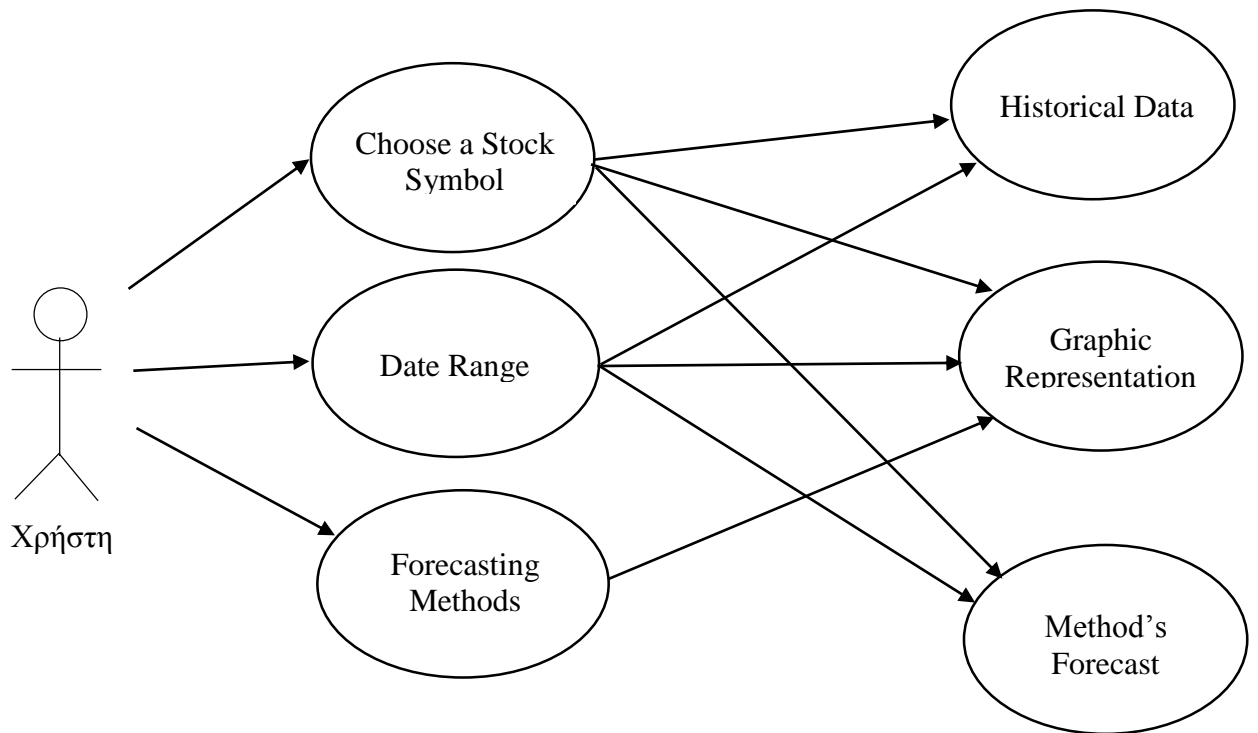 Choose a Stock
Symbol
Historical Data
Date Range
Graphic
Representation
Χρήστη
Forecasting
Methods
Method’s
Forecast